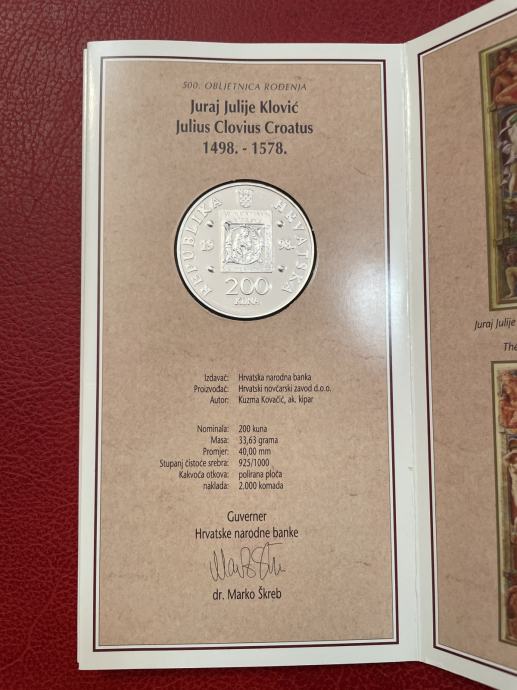 500. OBLJETNICA ROĐENJA
Juraj Julije Klović
Julius Clovius Croatus
1498. - 1578.
REPUBLIKA HRVATSKA
19 98.
200
KUNA
Izdavač: Hrvatska narodna banka
Proizvođač: Hrvatski novčarski zavod d.o.o.
Autor: Kuzma Kovačić, ak. kipar
Nominala: 200 kuna
Masa: 33,63 grama
Promjer: 40,00 mm
Stupanj čistoće srebra: 925/1000
Kakvoća otkova: polirana ploča
naklada: 2.000 komada
Guverner
Hrvatske narodne banke
dr. Marko Škreb
Juraj Julije
The